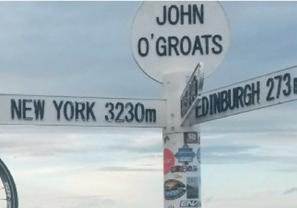 JOHN
O'GROATS
NEW YORK 3230m
EDINBURGH 273m